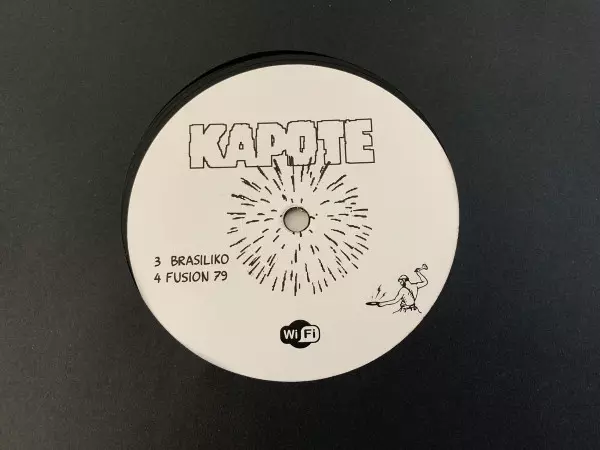 KAPOTE
3 BRASILIKO
4 FUSION 79
Wi Fi